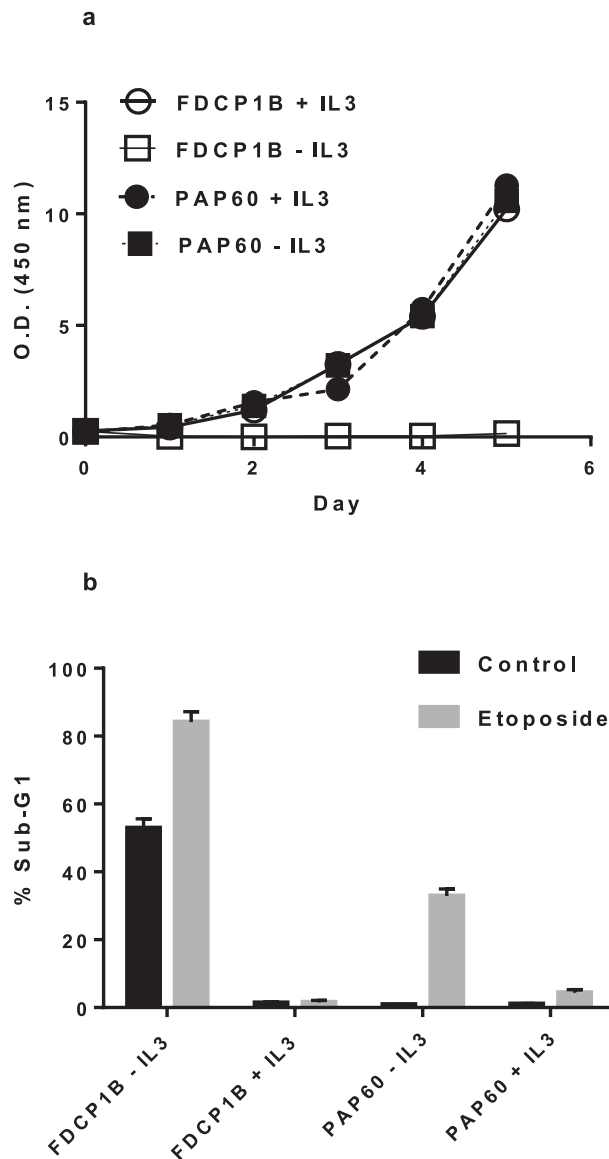 a
FDCP1B + IL3
FDCP1B - IL3
PAP60 + IL3
PAP60 - IL3
15
10
5
0
O.D. (450 nm)
0 2 4 6
Day
b
Control
Etoposide
100
80
60
40
20
0
% Sub-G1
FDCP1B - IL3
FDCP1B + IL3
PAP60 - IL3
PAP60 + IL3